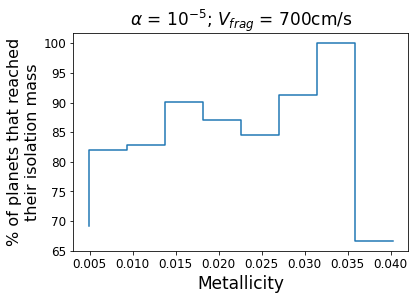 α = 10⁻⁵; V_frag = 700cm/s
% of planets that reached
their isolation mass
100
95
90
85
80
75
70
65
0.005 0.010 0.015 0.020 0.025 0.030 0.035 0.040
Metallicity